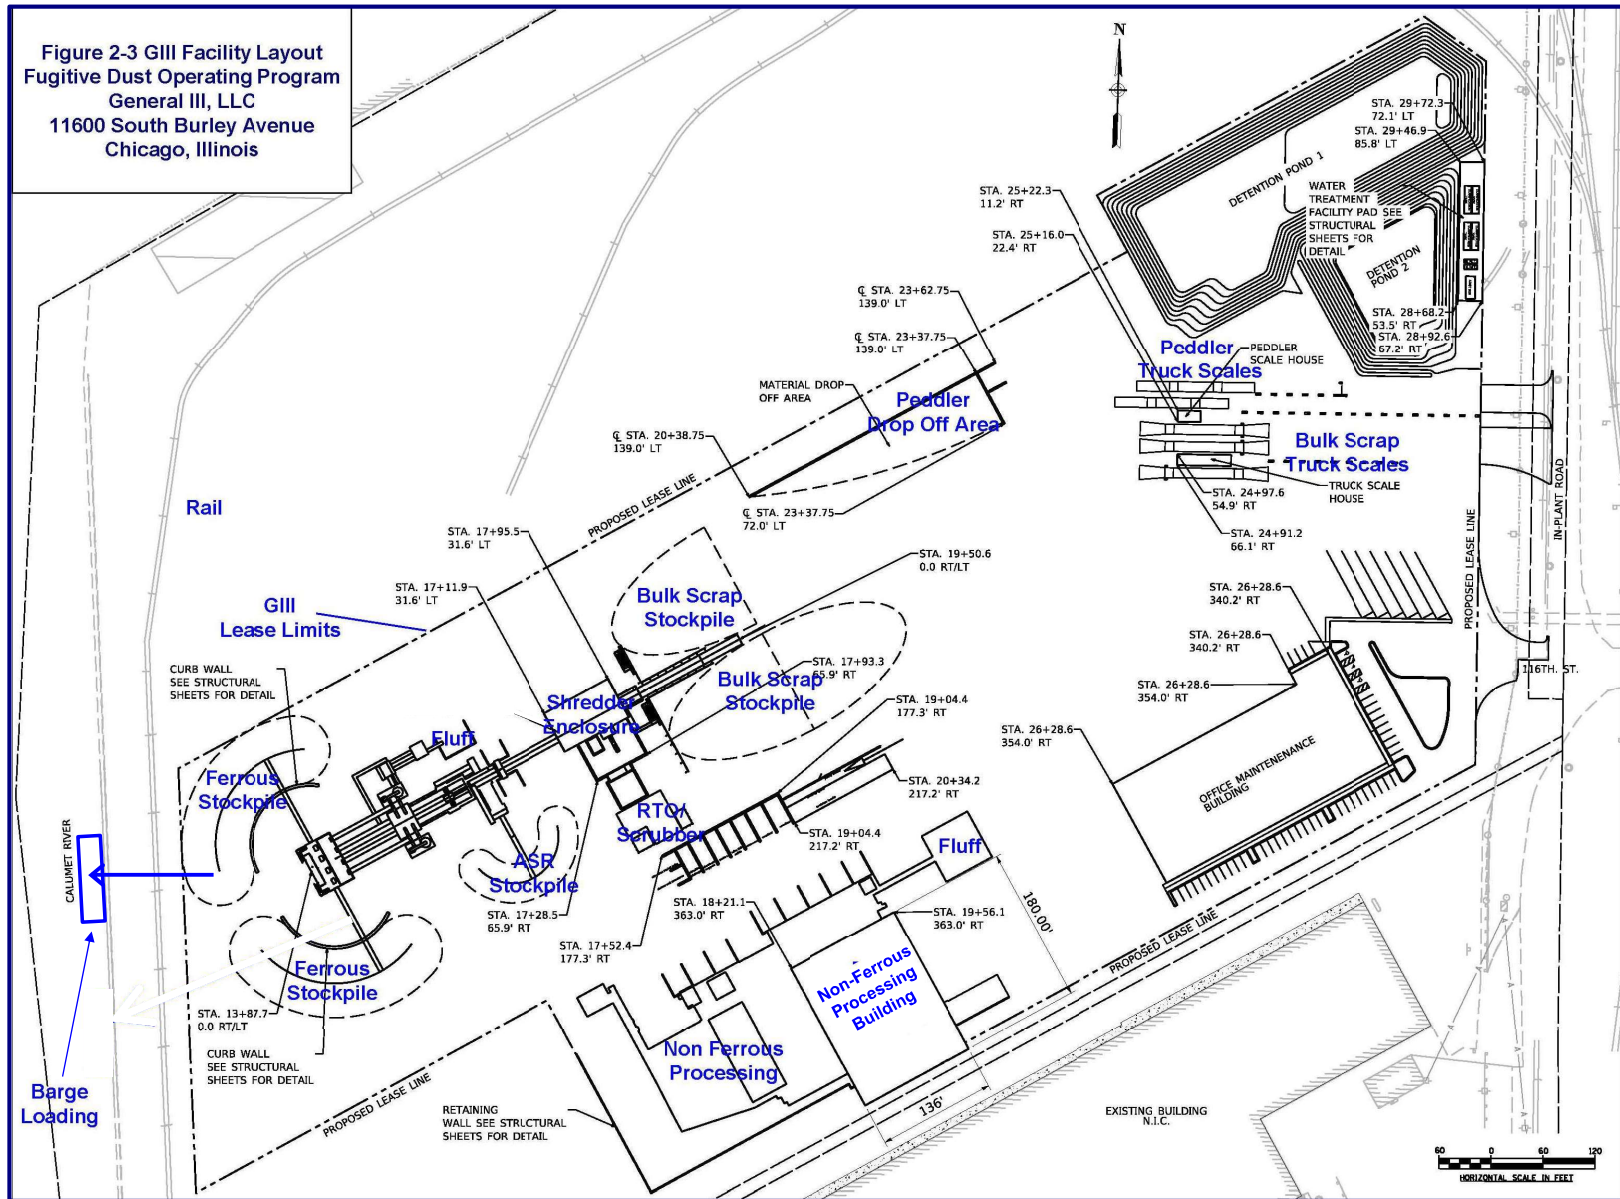 Figure 2-3 GIII Facility Layout
Fugitive Dust Operating Program
General III, LLC
11600 South Burley Avenue
Chicago, Illinois
N
STA. 29+72.3
72.1' LT
STA. 29+46.9
85.8' LT
DETENTION POND 1
WATER
TREATMENT
FACILITY PAD SEE
STRUCTURAL
SHEETS FOR
DETAIL
DETENTION
POND 2
STA. 25+22.3
11.2' RT
STA. 25+16.0
22.4' RT
STA. 28+68.2
53.5' RT
STA. 28+92.6
67.2' RT
℄ STA. 23+62.75
139.0' LT
℄ STA. 23+37.75
139.0' LT
Peddler
Truck Scales
PEDDLER
SCALE HOUSE
MATERIAL DROP
OFF AREA
Peddler
Drop Off Area
℄ STA. 20+38.75
139.0' LT
Bulk Scrap
Truck Scales
TRUCK SCALE
HOUSE
STA. 24+97.6
54.9' RT
STA. 24+91.2
66.1' RT
℄ STA. 23+37.75
72.0' LT
PROPOSED LEASE LINE
IN-PLANT ROAD
PROPOSED LEASE LINE
116TH. ST.
Rail
STA. 17+95.5
31.6' LT
STA. 19+50.6
0.0 RT/LT
STA. 17+11.9
31.6' LT
GIII
Lease Limits
Bulk Scrap
Stockpile
STA. 26+28.6
340.2' RT
STA. 26+28.6
340.2' RT
STA. 26+28.6
354.0' RT
STA. 26+28.6
354.0' RT
CURB WALL
SEE STRUCTURAL
SHEETS FOR DETAIL
STA. 17+93.3
65.9' RT
Bulk Scrap
Stockpile
Shredder
Enclosure
STA. 19+04.4
177.3' RT
Fluff
Ferrous
Stockpile
STA. 20+34.2
217.2' RT
OFFICE MAINTENENANCE
BUILDING
RTO/
Scrubber
STA. 19+04.4
217.2' RT
Fluff
CALUMET RIVER
ASR
Stockpile
STA. 17+28.5
65.9' RT
STA. 18+21.1
363.0' RT
STA. 19+56.1
363.0' RT
180.00'
STA. 17+52.4
177.3' RT
PROPOSED LEASE LINE
Ferrous
Stockpile
Non-Ferrous
Processing
Building
STA. 13+87.7
0.0 RT/LT
CURB WALL
SEE STRUCTURAL
SHEETS FOR DETAIL
Non Ferrous
Processing
Barge
Loading
PROPOSED LEASE LINE
RETAINING
WALL SEE STRUCTURAL
SHEETS FOR DETAIL
136'
EXISTING BUILDING
N.I.C.
60 0 60 120
HORIZONTAL SCALE IN FEET